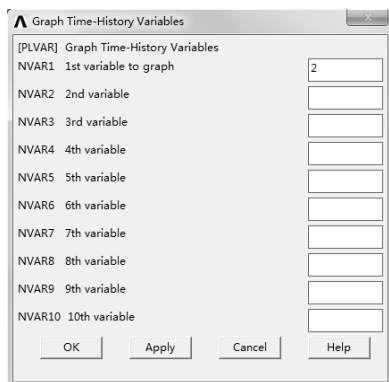 Graph Time-History Variables
[PLVAR] Graph Time-History Variables
NVAR1 1st variable to graph 2
NVAR2 2nd variable
NVAR3 3rd variable
NVAR4 4th variable
NVAR5 5th variable
NVAR6 6th variable
NVAR7 7th variable
NVAR8 8th variable
NVAR9 9th variable
NVAR10 10th variable
OK Apply Cancel Help